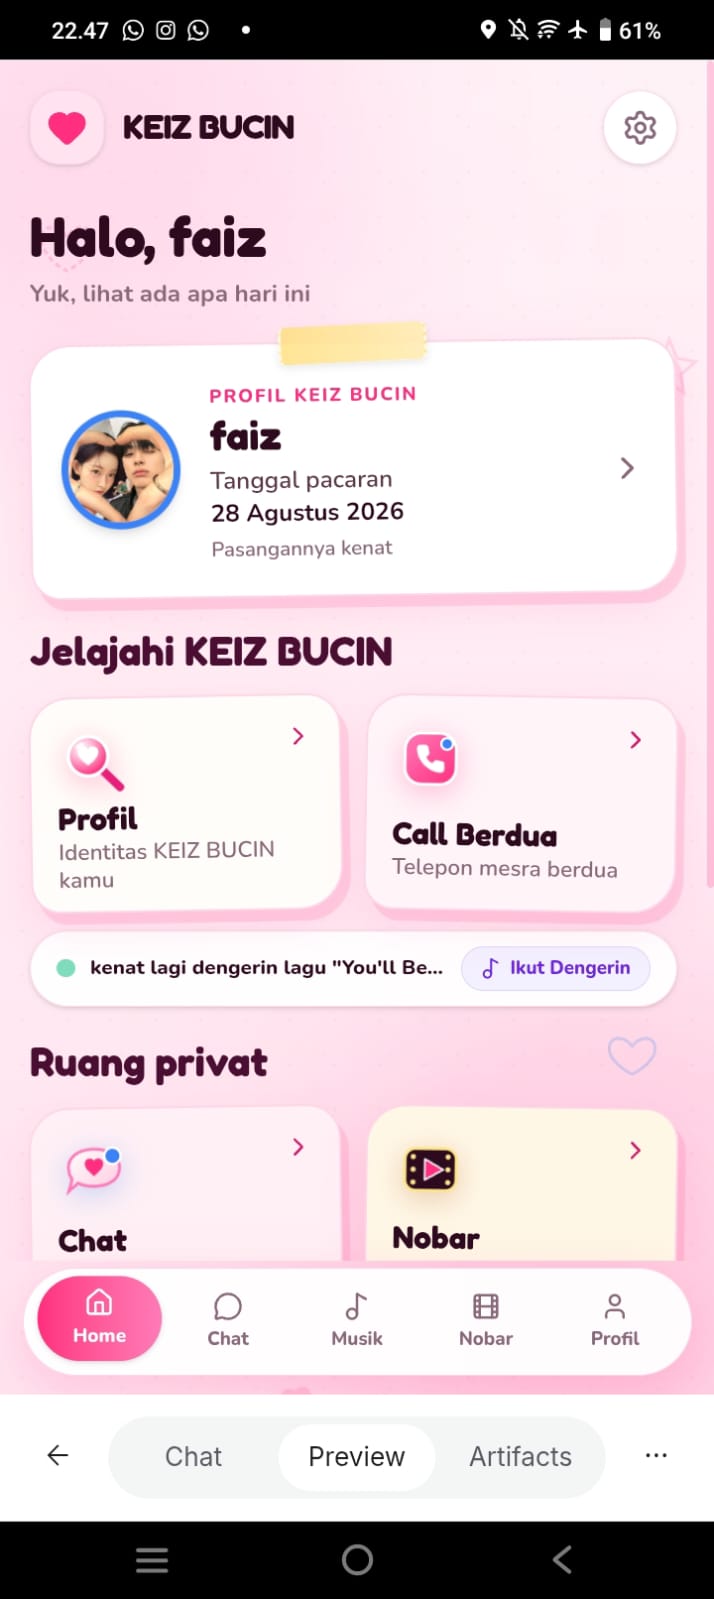 22.47
61%
KEIZ BUCIN
Halo, faiz
Yuk, lihat ada apa hari ini
PROFIL KEIZ BUCIN
faiz
Tanggal pacaran
28 Agustus 2026
Pasangannya kenat
Jelajahi KEIZ BUCIN
Profil
Identitas KEIZ BUCIN
kamu
Call Berdua
Telepon mesra berdua
kenat lagi dengerin lagu "You'll Be...
Ikut Dengerin
Ruang privat
Chat
Nobar
Home
Chat
Musik
Nobar
Profil
Chat
Preview
Artifacts